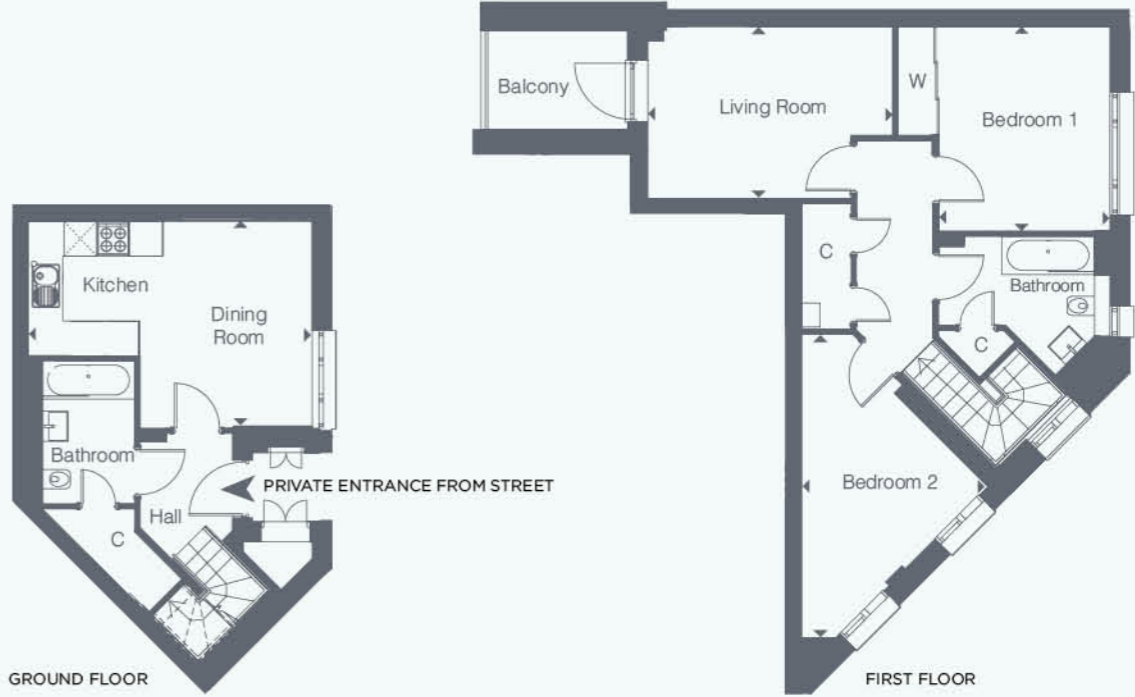 Balcony
Living Room
W
Bedroom 1
C
Bathroom
C
Bedroom 2
FIRST FLOOR
Kitchen
Dining
Room
Bathroom
PRIVATE ENTRANCE FROM STREET
Hall
C
GROUND FLOOR